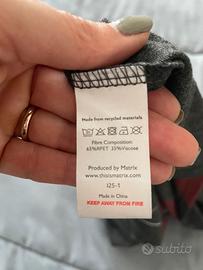 Made from recycled materials
Fibre Composition:
65%RPET 35%Viscose
Produced by Matrix
www.thisismatrix.com
I25-1
Made in China
KEEP AWAY FROM FIRE
subito